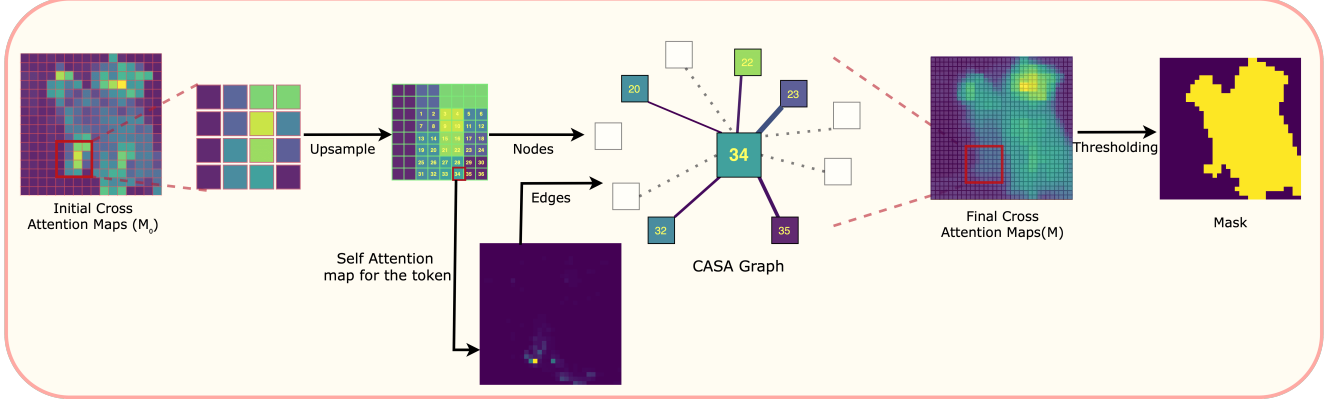 Initial Cross
Attention Maps (M0)
Upsample
1 2 3 4 5 6
7 8 9 10 11 12
13 14 15 16 17 18
19 20 21 22 23 24
25 26 27 28 29 30
31 32 33 34 35 36
Nodes
Edges
Self Attention
map for the token
20
22
23
34
32
35
CASA Graph
Final Cross
Attention Maps(M)
Thresholding
Mask